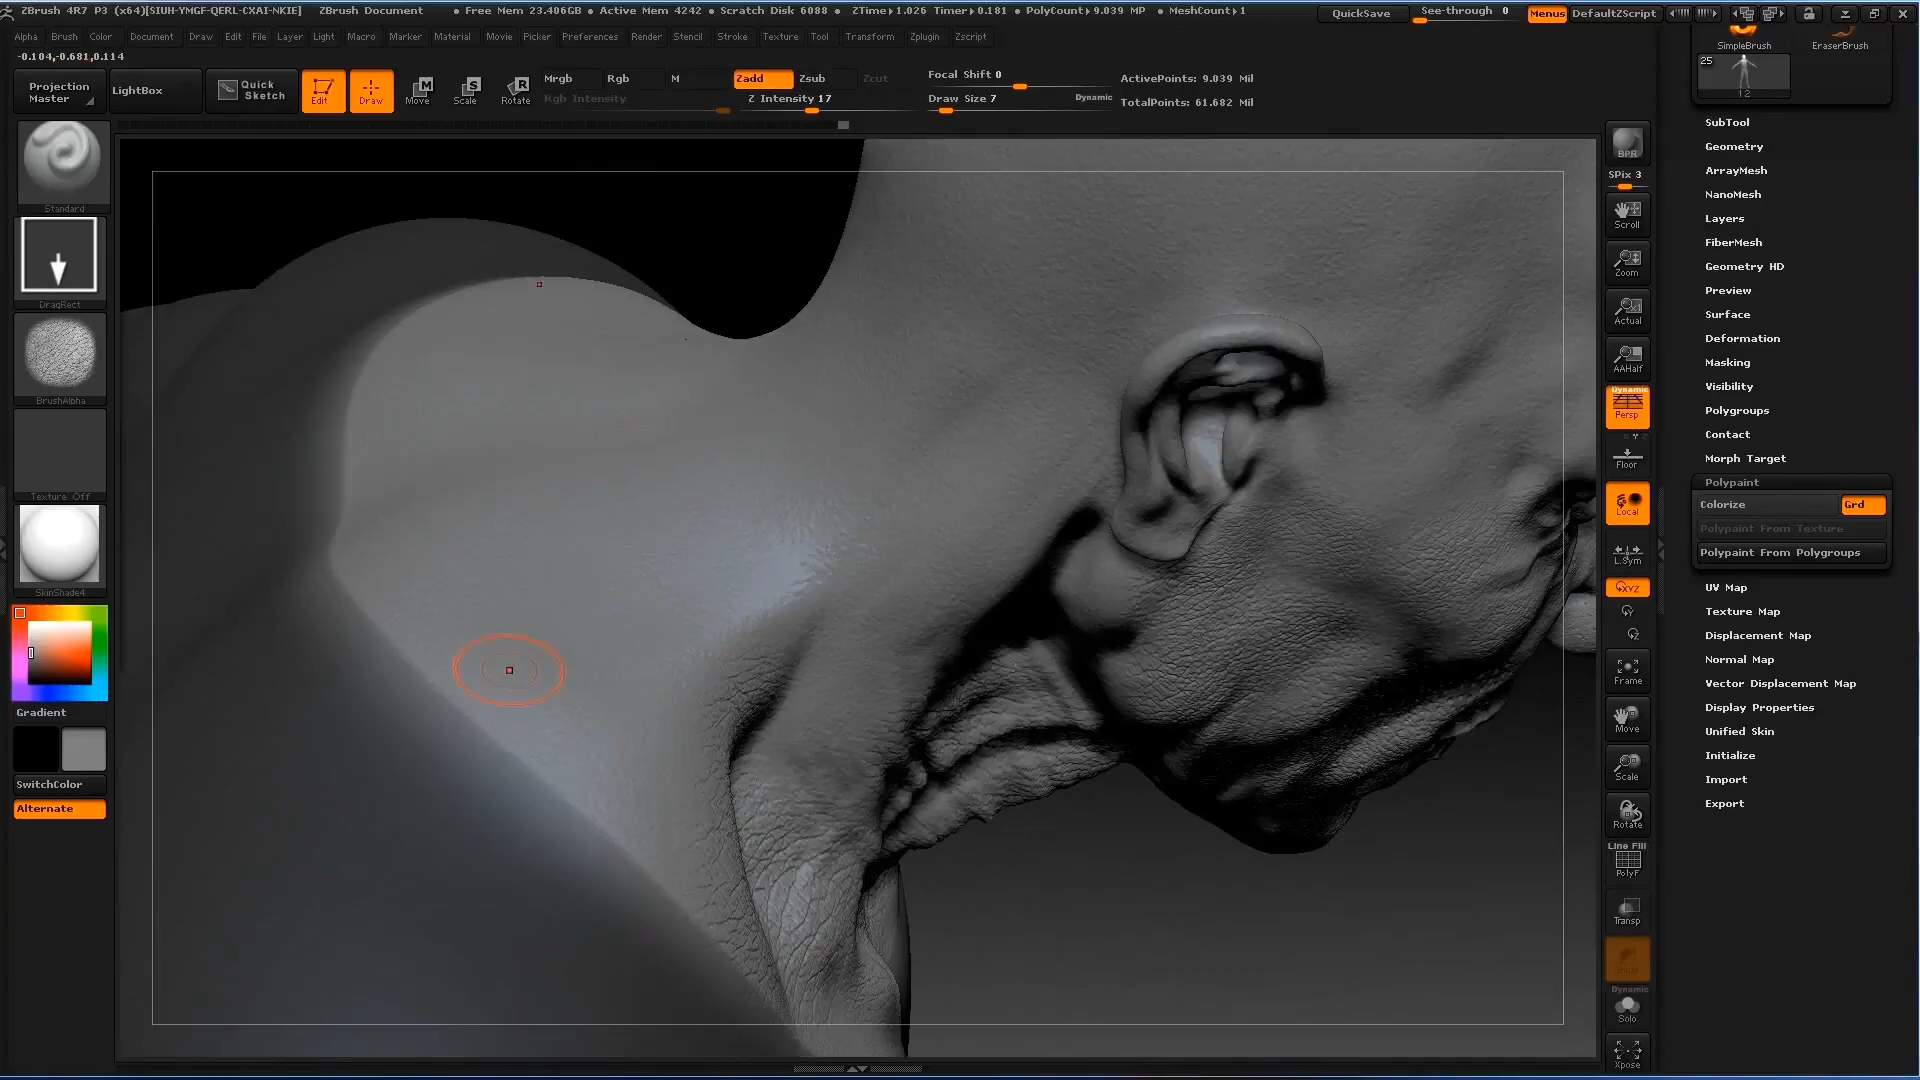 ZBrush 4R7 P3 (x64)[SIUH-YMGF-QERL-CXAI-NKIE] ZBrush Document • Free Mem 23.406GB • Active Mem 4242 • Scratch Disk 6088 • ZTime▸1.026 Timer▸0.181 • PolyCount▸9.039 MP • MeshCount▸1 QuickSave See-through 0 Menus DefaultZScript
Alpha Brush Color Document Draw Edit File Layer Light Macro Marker Material Movie Picker Preferences Render Stencil Stroke Texture Tool Transform Zplugin Zscript
-0.104,-0.681,0.114
Projection Master
LightBox
Quick Sketch
Edit
Draw
Move
Scale
Rotate
Mrgb Rgb M Zadd Zsub Zcut
Rgb Intensity Z Intensity 17
Focal Shift 0
Draw Size 7 Dynamic
ActivePoints: 9.039 Mil
TotalPoints: 61.682 Mil
Standard
DragRect
BrushAlpha
Texture Off
SkinShade4
Gradient
SwitchColor
Alternate
BPR
SPix 3
Scroll
Zoom
Actual
AAHalf
Dynamic
Persp
Floor
Local
L.Sym
XYZ
Frame
Move
Scale
Rotate
Line Fill
PolyF
Transp
Dynamic
Solo
Xpose
SimpleBrush EraserBrush
25
12
SubTool
Geometry
ArrayMesh
NanoMesh
Layers
FiberMesh
Geometry HD
Preview
Surface
Deformation
Masking
Visibility
Polygroups
Contact
Morph Target
Polypaint
Colorize Grd
Polypaint From Texture
Polypaint From Polygroups
UV Map
Texture Map
Displacement Map
Normal Map
Vector Displacement Map
Display Properties
Unified Skin
Initialize
Import
Export